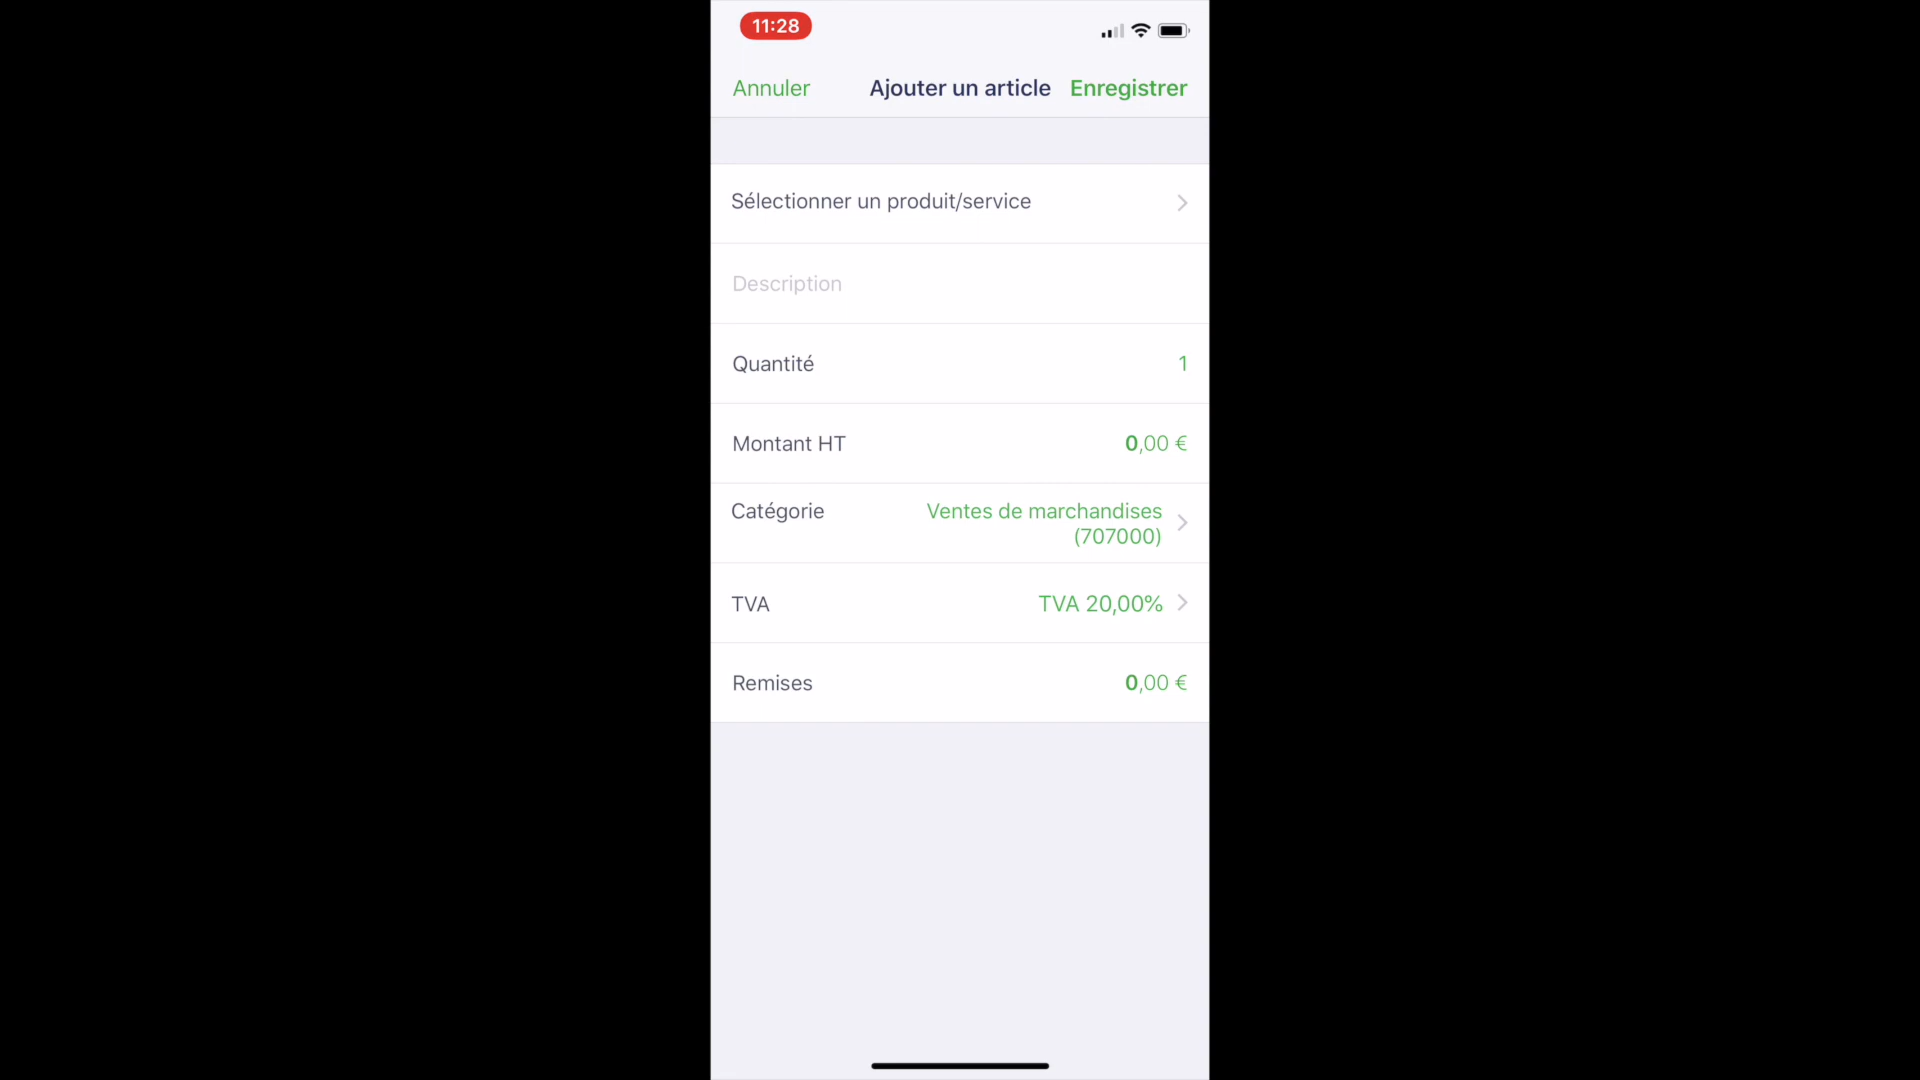 11:28
Annuler Ajouter un article Enregistrer
Sélectionner un produit/service
Description
Quantité 1
Montant HT 0,00 €
Catégorie Ventes de marchandises
(707000)
TVA TVA 20,00%
Remises 0,00 €